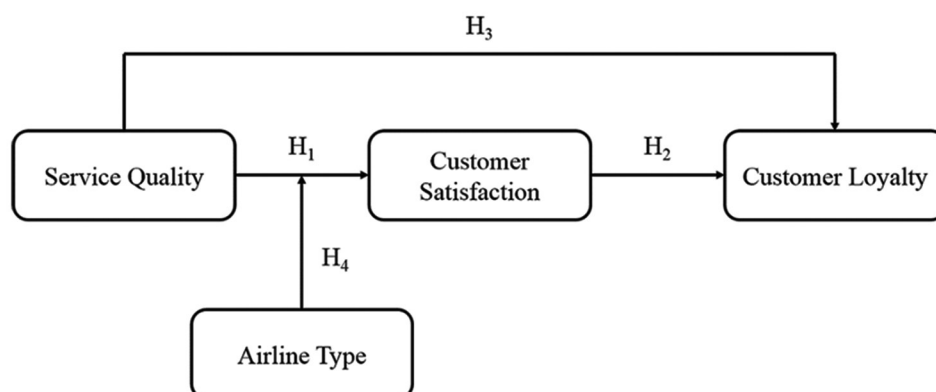 H₃
Service Quality
H₁
Customer
Satisfaction
H₂
Customer Loyalty
H₄
Airline Type